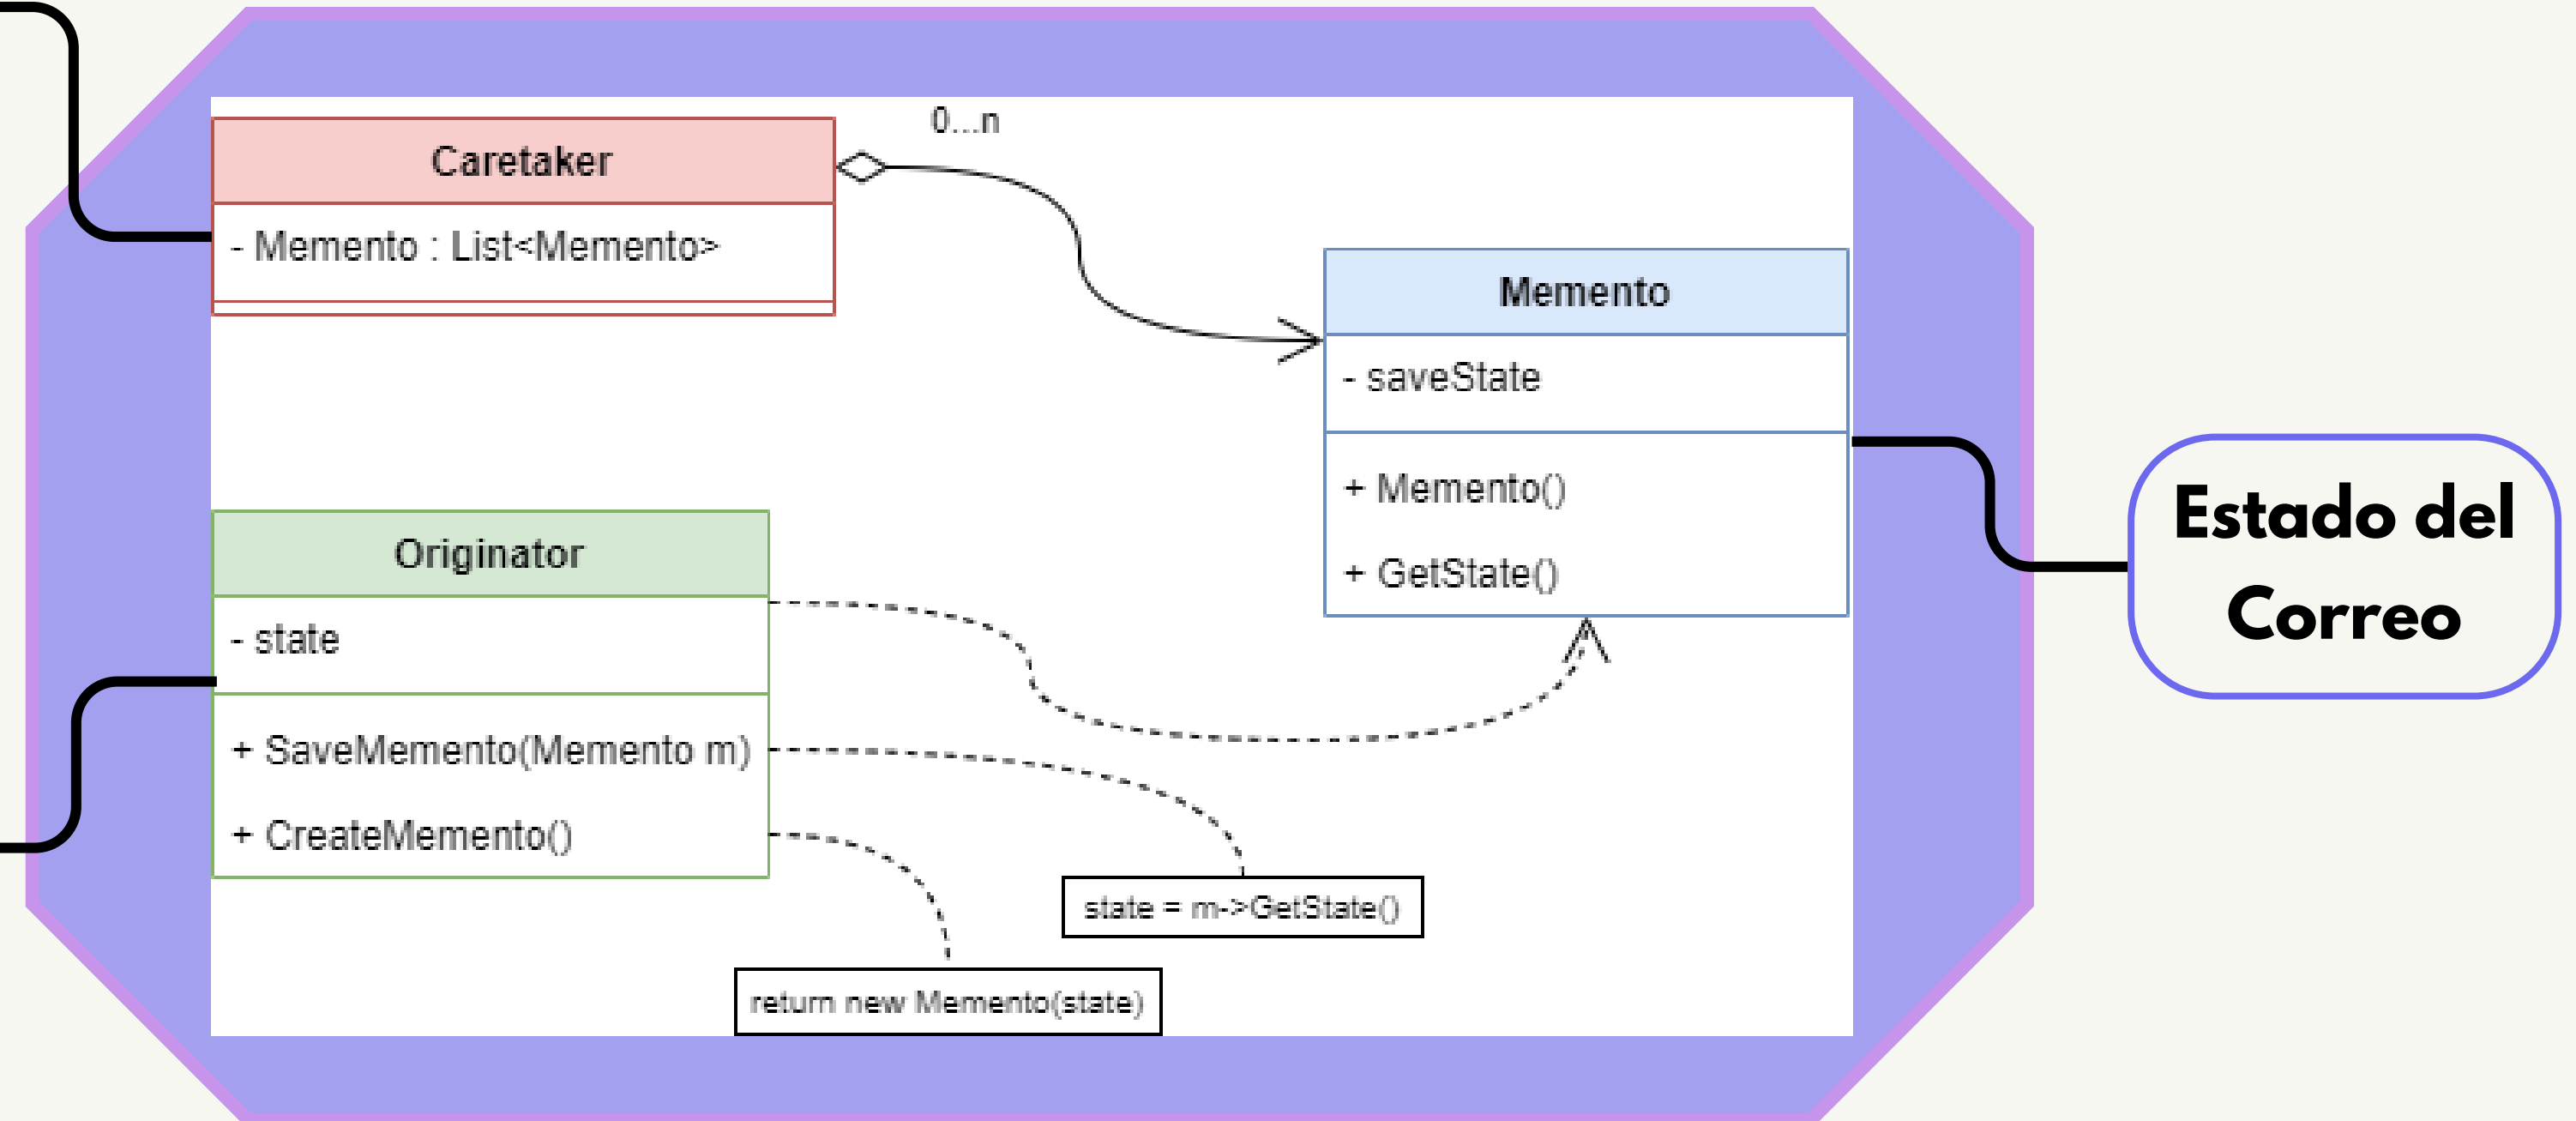 0...n
Caretaker
- Memento : List<Memento>
Memento
- saveState
+ Memento()
+ GetState()
Originator
- state
+ SaveMemento(Memento m)
+ CreateMemento()
state = m->GetState()
return new Memento(state)
Estado del
Correo